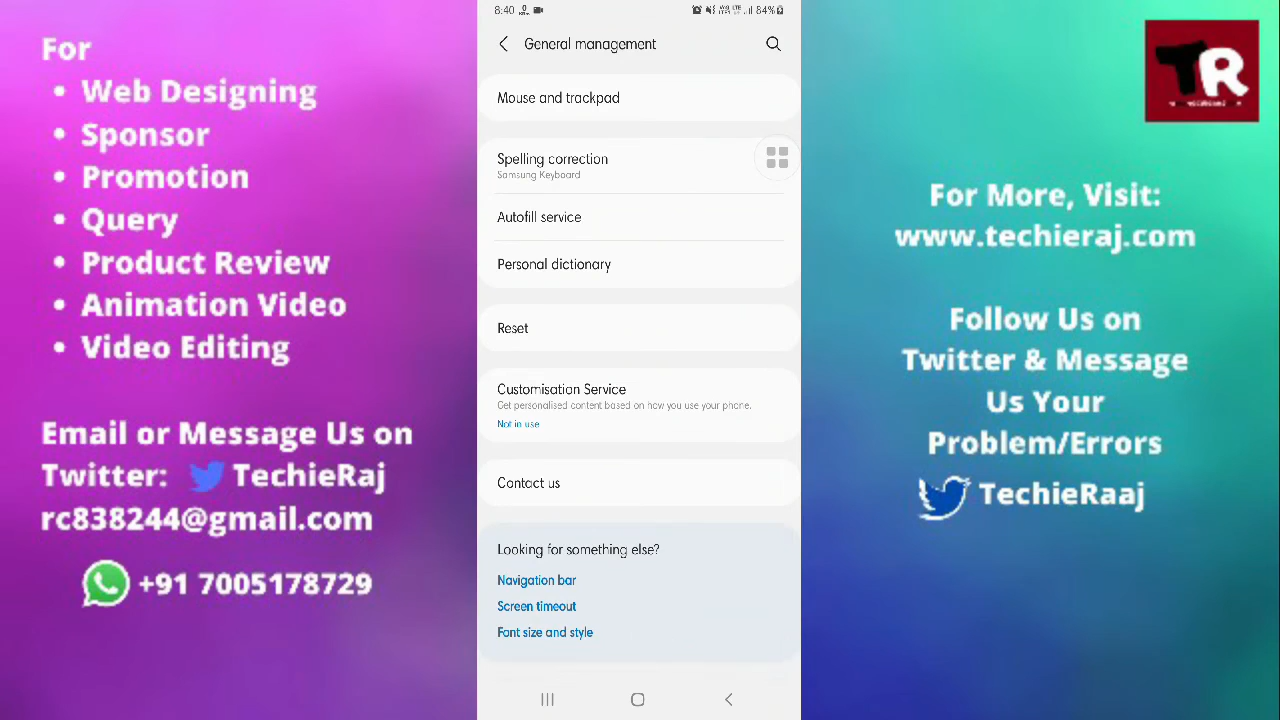 For
• Web Designing
• Sponsor
• Promotion
• Query
• Product Review
• Animation Video
• Video Editing
Email or Message Us on
Twitter: TechieRaj
rc838244@gmail.com
+91 7005178729
8:40
84%
General management
Mouse and trackpad
Spelling correction
Samsung Keyboard
Autofill service
Personal dictionary
Reset
Customisation Service
Get personalised content based on how you use your phone.
Not in use
Contact us
Looking for something else?
Navigation bar
Screen timeout
Font size and style
TR
For More, Visit:
www.techieraj.com
Follow Us on
Twitter & Message
Us Your
Problem/Errors
TechieRaaj